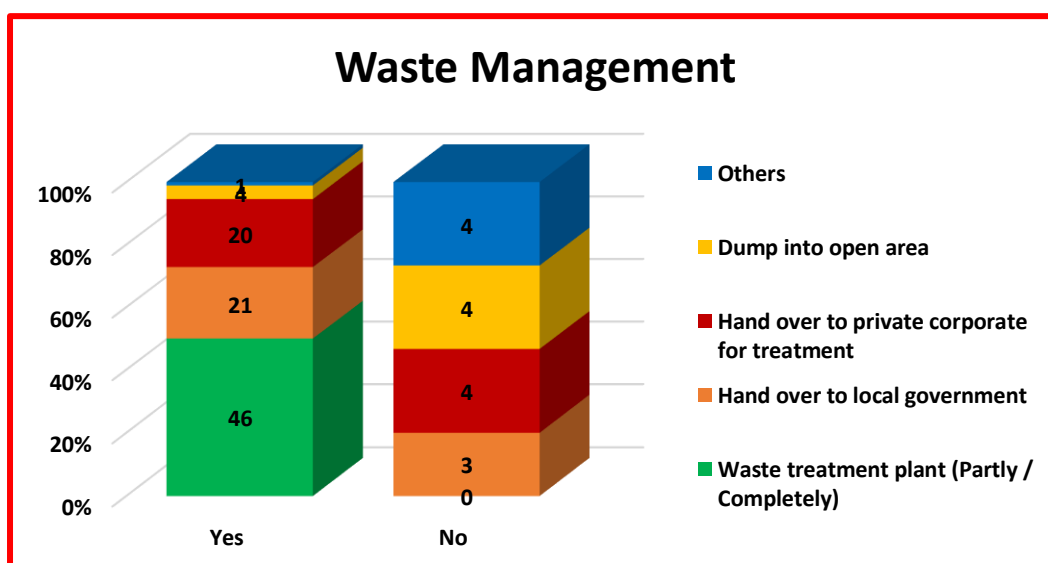 Waste Management
100%
80%
60%
40%
20%
0%
1
4
20
21
46
4
4
4
3
0
Yes
No
Others
Dump into open area
Hand over to private corporate
for treatment
Hand over to local government
Waste treatment plant (Partly /
Completely)